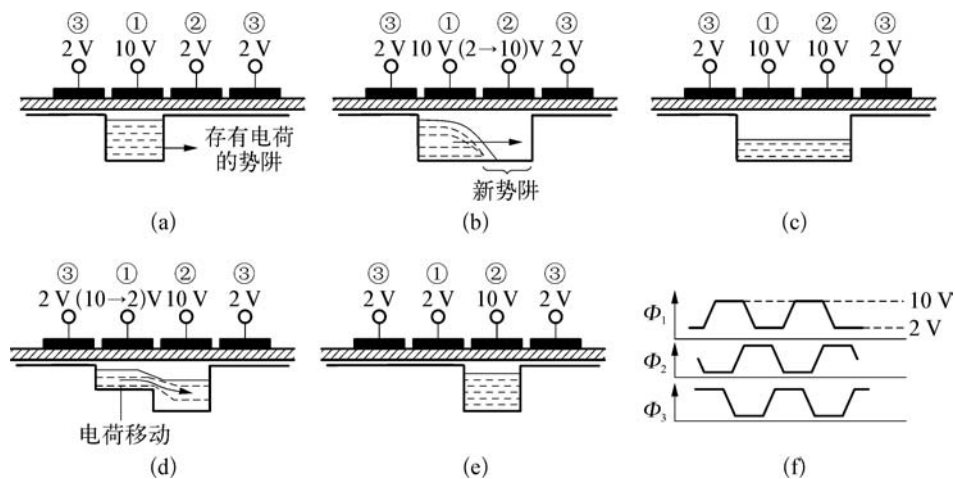 ③ ① ② ③
2 V 10 V 2 V 2 V
存有电荷
的势阱
(a)
③ ① ② ③
2 V 10 V (2→10)V 2 V
新势阱
(b)
③ ① ② ③
2 V 10 V 10 V 2 V
(c)
③ ① ② ③
2 V (10→2)V 10 V 2 V
电荷移动
(d)
③ ① ② ③
2 V 2 V 10 V 2 V
(e)
Φ1
10 V
2 V
Φ2
Φ3
(f)